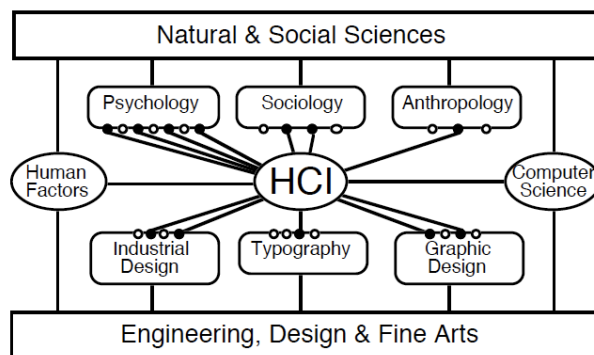 Natural & Social Sciences
Psychology
Sociology
Anthropology
Human
Factors
HCI
Computer
Science
Industrial
Design
Typography
Graphic
Design
Engineering, Design & Fine Arts